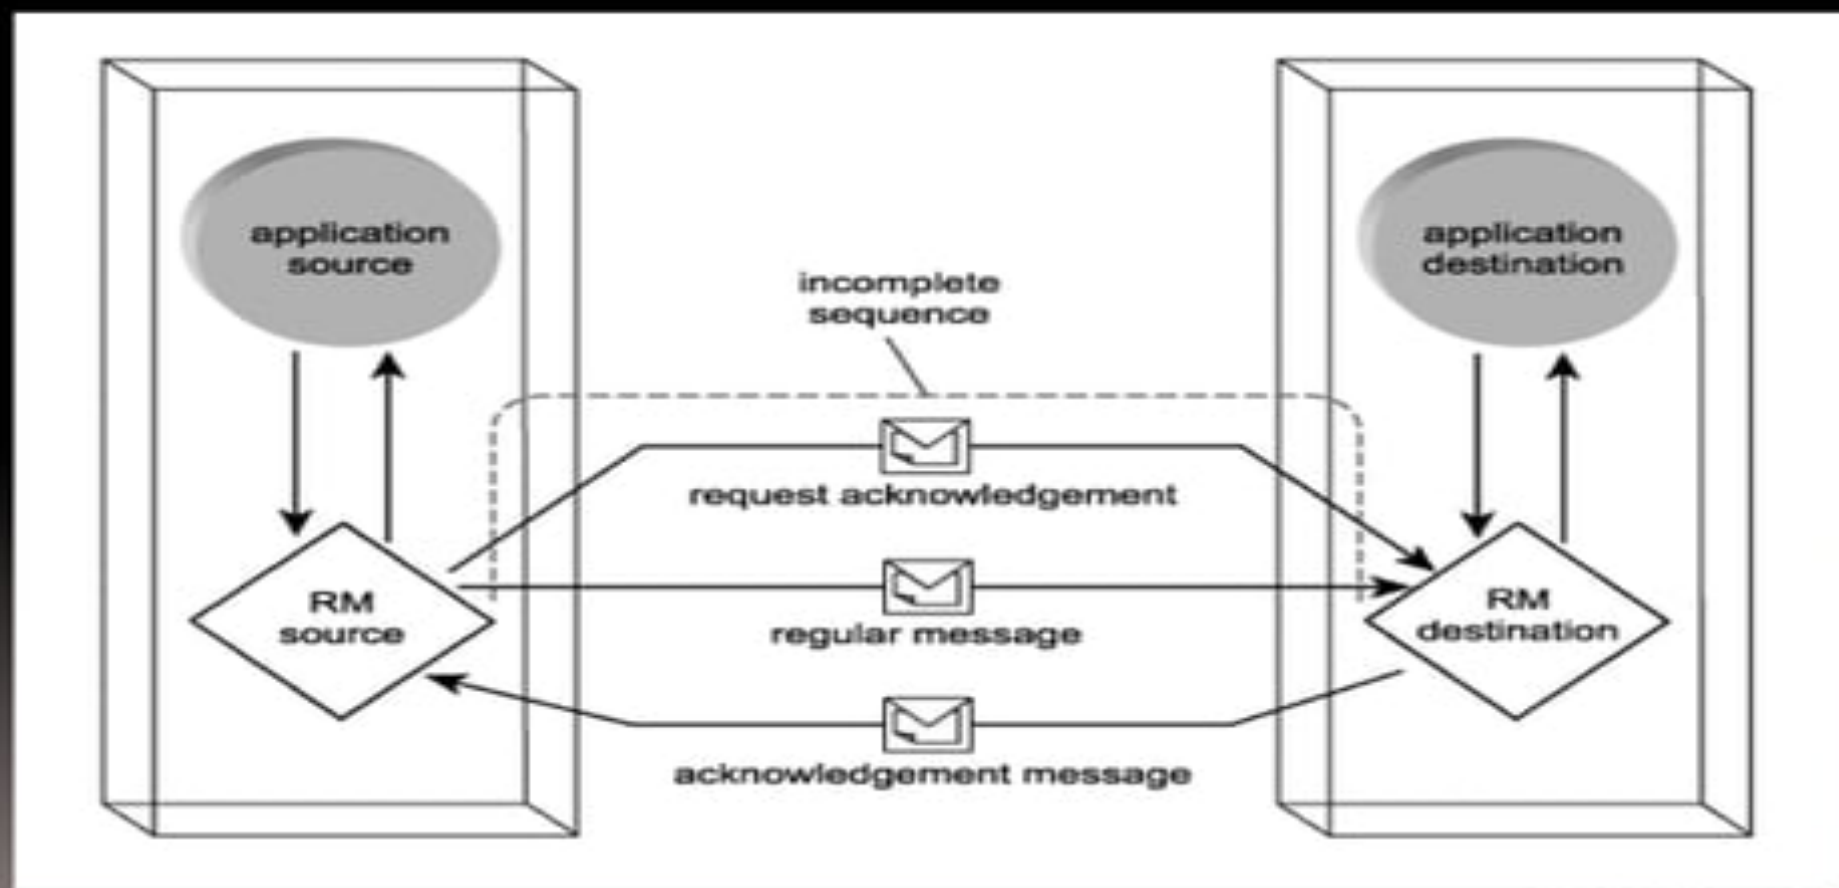 application
source
application
destination
incomplete
sequence
request acknowledgement
RM
source
regular message
RM
destination
acknowledgement message